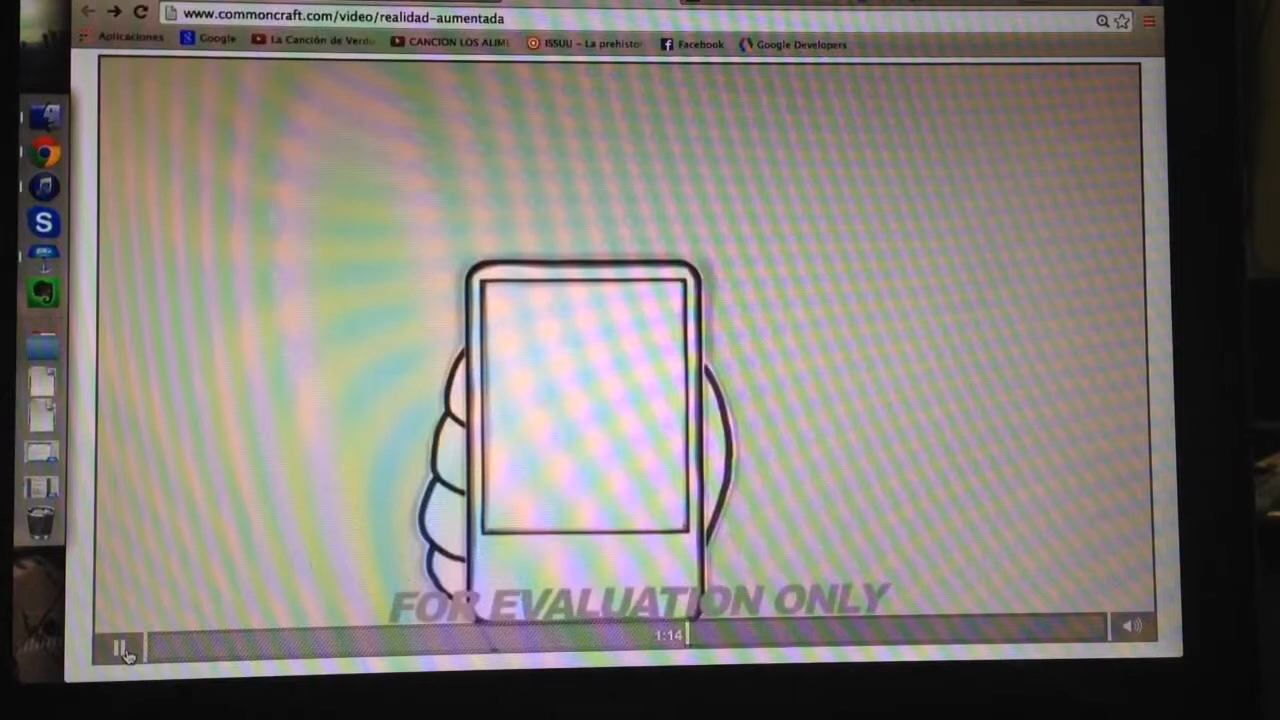 www.commoncraft.com/video/realidad-aumentada
Aplicaciones Google La Canción de Verdu CANCION LOS ALIME ISSUU - La prehistor Facebook Google Developers
S
FOR EVALUATION ONLY
1:14